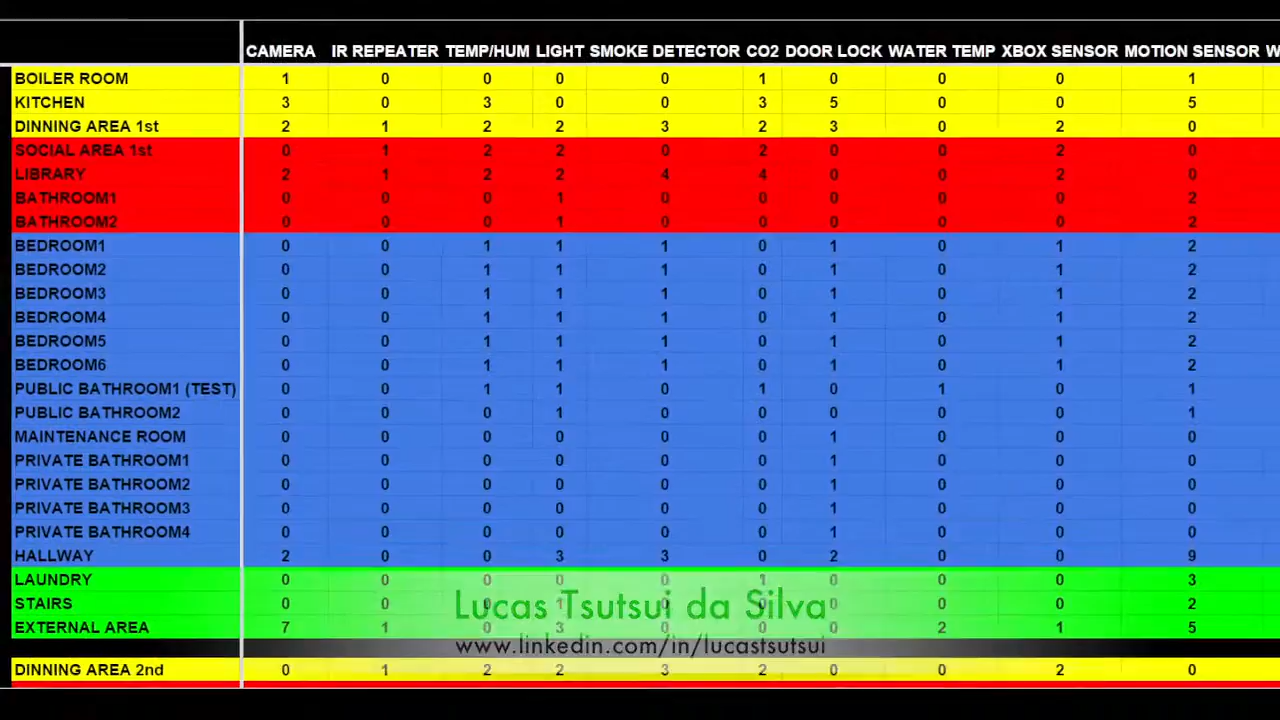 CAMERA IR REPEATER TEMP/HUM LIGHT SMOKE DETECTOR CO2 DOOR LOCK WATER TEMP XBOX SENSOR MOTION SENSOR W
BOILER ROOM 1 0 0 0 0 1 0 0 0 1
KITCHEN 3 0 3 0 0 3 5 0 0 5
DINNING AREA 1st 2 1 2 2 3 2 3 0 2 0
SOCIAL AREA 1st 0 1 2 2 0 2 0 0 2 0
LIBRARY 2 1 2 2 4 4 0 0 2 0
BATHROOM1 0 0 0 1 0 0 0 0 0 2
BATHROOM2 0 0 0 1 0 0 0 0 0 2
BEDROOM1 0 0 1 1 1 0 1 0 1 2
BEDROOM2 0 0 1 1 1 0 1 0 1 2
BEDROOM3 0 0 1 1 1 0 1 0 1 2
BEDROOM4 0 0 1 1 1 0 1 0 1 2
BEDROOM5 0 0 1 1 1 0 1 0 1 2
BEDROOM6 0 0 1 1 1 0 1 0 1 2
PUBLIC BATHROOM1 (TEST) 0 0 1 1 0 1 0 1 0 1
PUBLIC BATHROOM2 0 0 0 1 0 0 0 0 0 1
MAINTENANCE ROOM 0 0 0 0 0 0 1 0 0 0
PRIVATE BATHROOM1 0 0 0 0 0 0 1 0 0 0
PRIVATE BATHROOM2 0 0 0 0 0 0 1 0 0 0
PRIVATE BATHROOM3 0 0 0 0 0 0 1 0 0 0
PRIVATE BATHROOM4 0 0 0 0 0 0 1 0 0 0
HALLWAY 2 0 0 3 3 0 2 0 0 9
LAUNDRY 0 0 0 0 0 1 0 0 0 3
STAIRS 0 0 0 1 0 0 0 0 0 2
EXTERNAL AREA 7 1 0 3 0 0 0 2 1 5
Lucas Tsutsui da Silva
www.linkedin.com/in/lucastsutsui
DINNING AREA 2nd 0 1 2 2 3 2 0 0 2 0